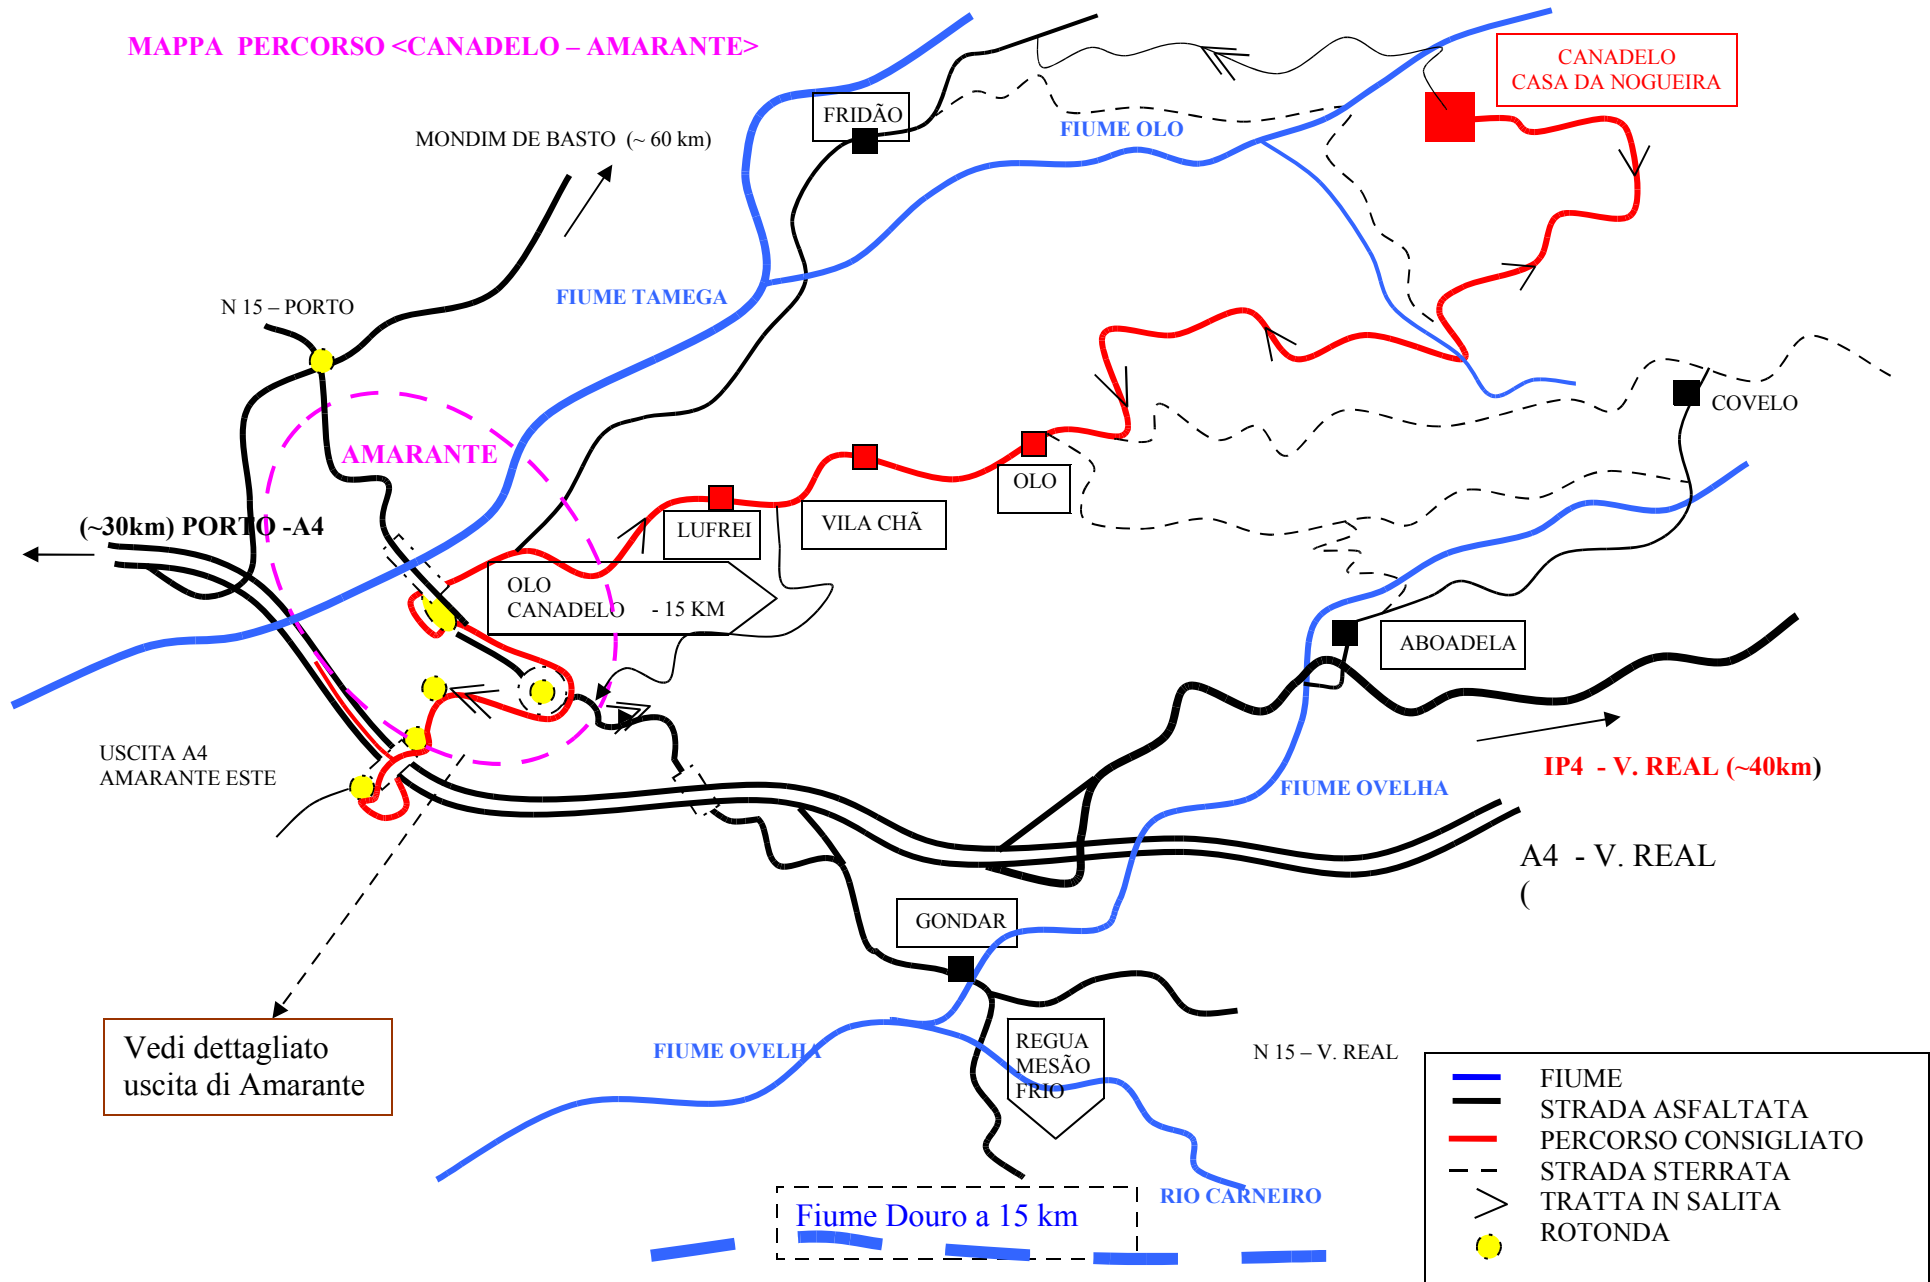 MAPPA PERCORSO <CANADELO – AMARANTE>
CANADELO
CASA DA NOGUEIRA
FRIDÃO
FIUME OLO
MONDIM DE BASTO (~ 60 km)
FIUME TAMEGA
N 15 – PORTO
COVELO
AMARANTE
OLO
(~30km) PORTO -A4
LUFREI
VILA CHÃ
OLO
CANADELO - 15 KM
ABOADELA
USCITA A4
AMARANTE ESTE
IP4 - V. REAL (~40km)
FIUME OVELHA
A4 - V. REAL
(
GONDAR
Vedi dettagliato
uscita di Amarante
FIUME OVELHA
REGUA
MESÃO
FRIO
N 15 – V. REAL
FIUME
STRADA ASFALTATA
PERCORSO CONSIGLIATO
STRADA STERRATA
TRATTA IN SALITA
ROTONDA
RIO CARNEIRO
Fiume Douro a 15 km